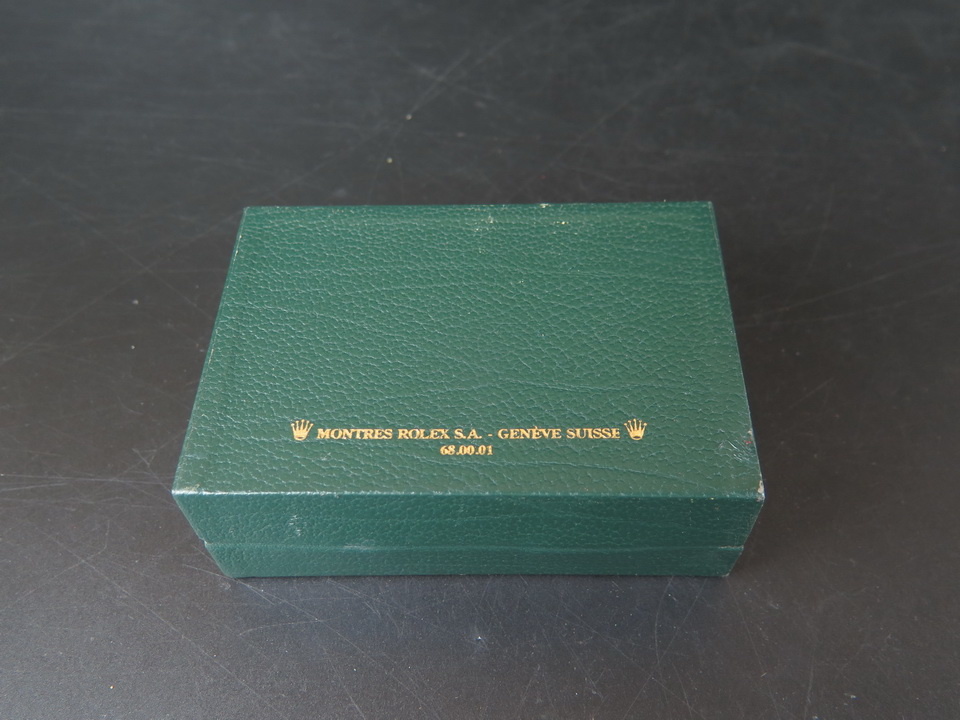 MONTRES ROLEX S.A. - GENÈVE SUISSE
68.00.01